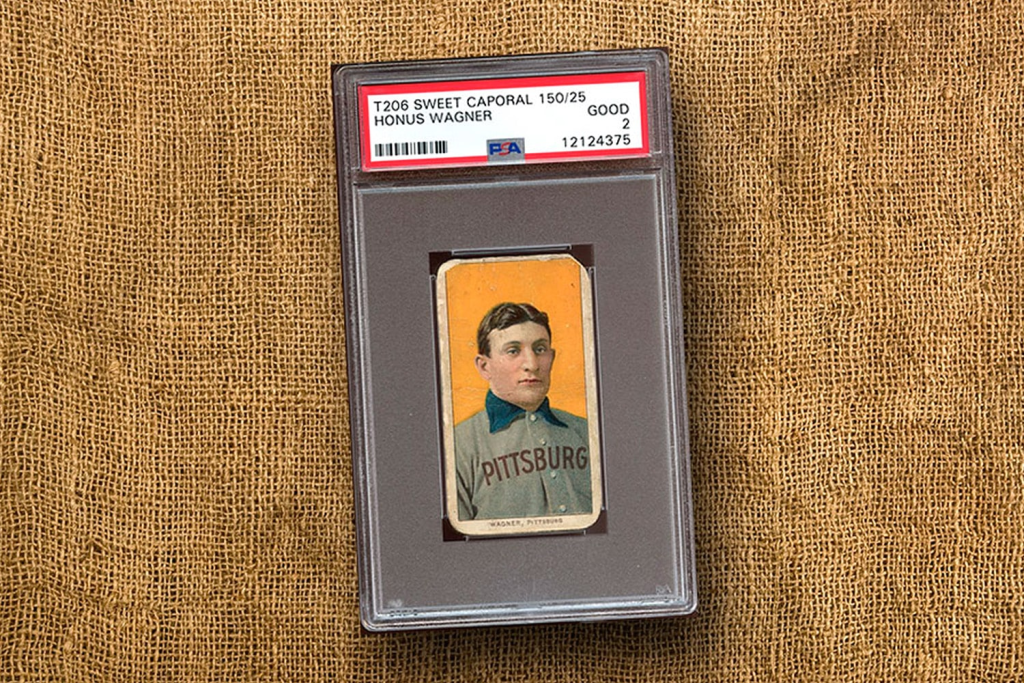 T206 SWEET CAPORAL 150/25
HONUS WAGNER GOOD
2
PSA 12124375
PITTSBURG
WAGNER, PITTSBURG